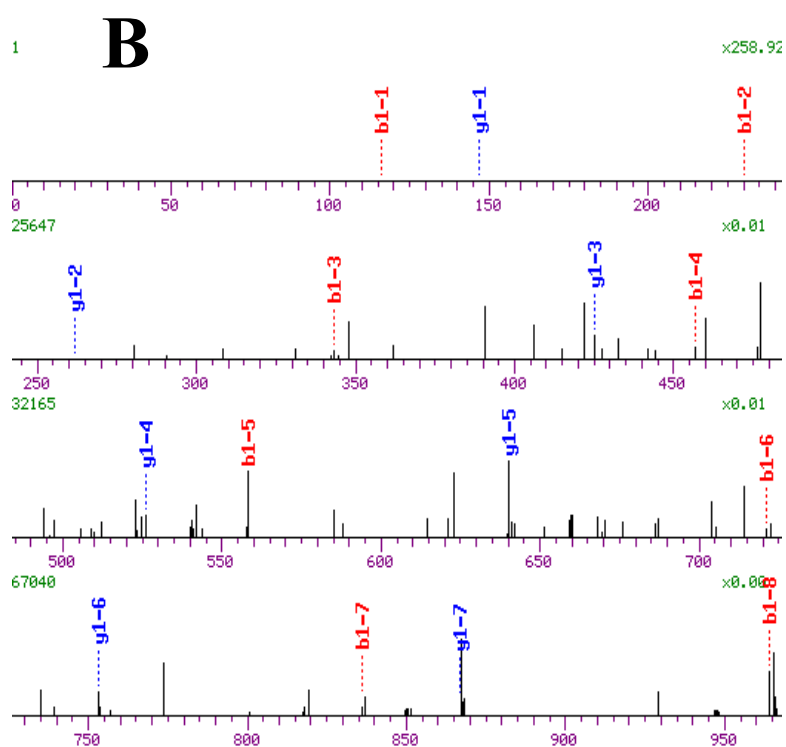 B
1 x258.92
b1-1 y1-1 b1-2
0 50 100 150 200
25647 x0.01
y1-2 b1-3 y1-3 b1-4
250 300 350 400 450
32165 x0.01
y1-4 b1-5 y1-5 b1-6
500 550 600 650 700
67040 x0.00
y1-6 b1-7 y1-7 b1-8
750 800 850 900 950